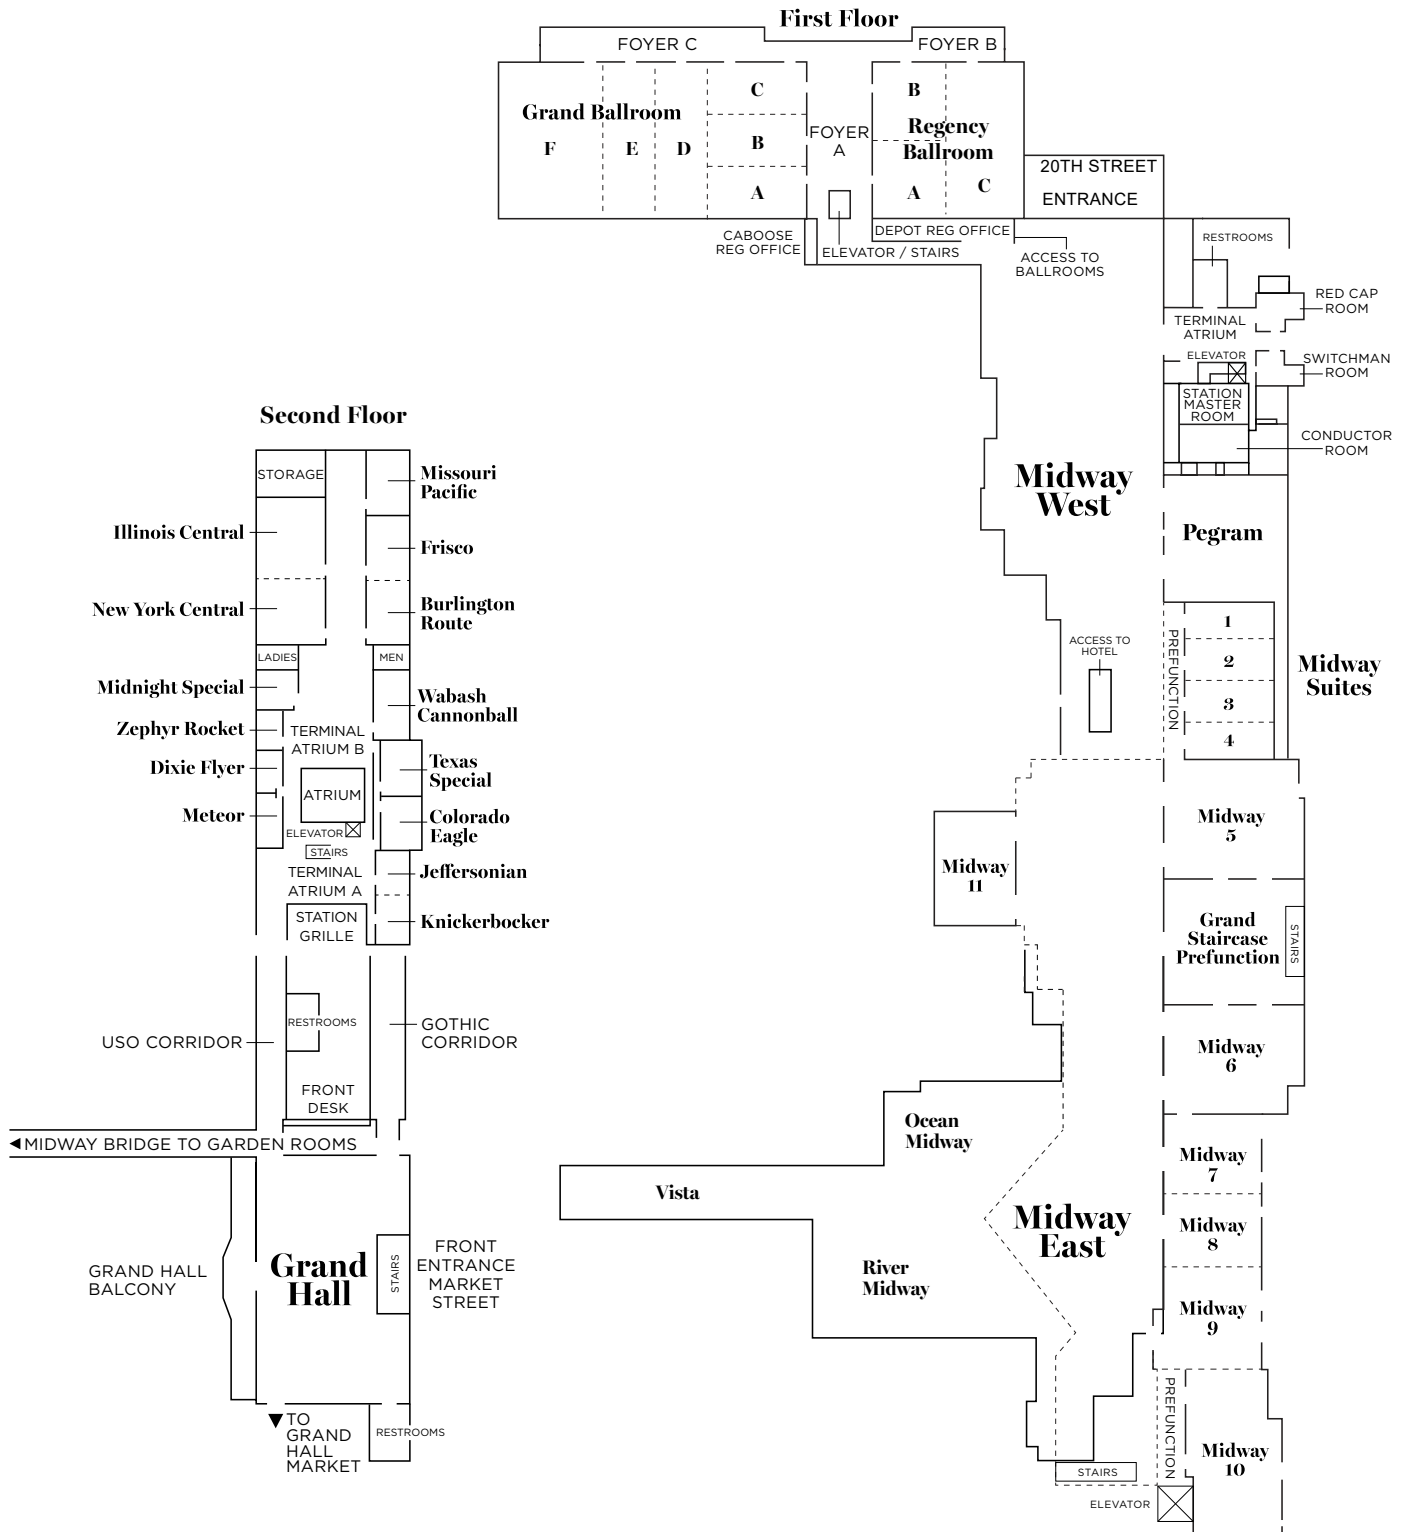 First Floor
FOYER C
FOYER B
Grand Ballroom
F
E
D
C
B
A
FOYER
A
B
Regency
Ballroom
A
C
20TH STREET
ENTRANCE
CABOOSE
REG OFFICE
ELEVATOR / STAIRS
DEPOT REG OFFICE
ACCESS TO
BALLROOMS
RESTROOMS
RED CAP
ROOM
TERMINAL
ATRIUM
ELEVATOR
SWITCHMAN
ROOM
STATION
MASTER
ROOM
CONDUCTOR
ROOM
Midway
West
Pegram
ACCESS TO
HOTEL
PREFUNCTION
1
2
3
4
Midway
Suites
Midway
5
Midway
11
Grand
Staircase
Prefunction
STAIRS
Midway
6
Ocean
Midway
Midway
7
Vista
Midway
East
Midway
8
River
Midway
Midway
9
PREFUNCTION
Midway
10
STAIRS
ELEVATOR
Second Floor
STORAGE
Missouri
Pacific
Illinois Central
Frisco
New York Central
Burlington
Route
LADIES
MEN
Midnight Special
Wabash
Cannonball
Zephyr Rocket
TERMINAL
ATRIUM B
Dixie Flyer
Texas
Special
ATRIUM
Meteor
Colorado
Eagle
ELEVATOR
STAIRS
TERMINAL
ATRIUM A
Jeffersonian
STATION
GRILLE
Knickerbocker
RESTROOMS
USO CORRIDOR
GOTHIC
CORRIDOR
FRONT
DESK
◀MIDWAY BRIDGE TO GARDEN ROOMS
GRAND HALL
BALCONY
Grand
Hall
STAIRS
FRONT
ENTRANCE
MARKET
STREET
▼TO
GRAND
HALL
MARKET
RESTROOMS